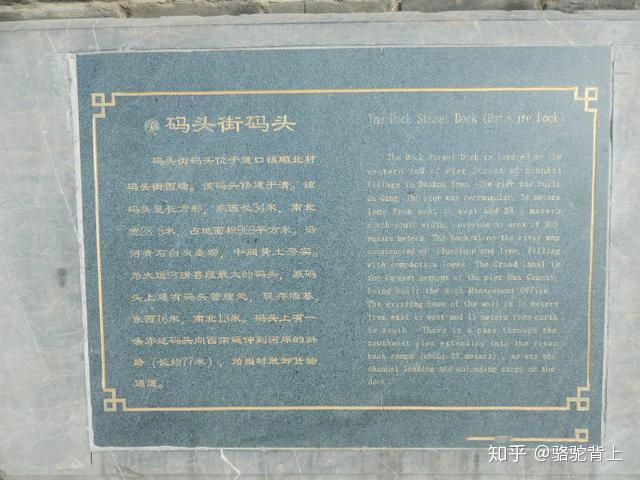 码头街码头
码头街码头位于道口镇顺北村
码头街西端。该码头修建于清。该
码头呈长方形，东西长34米，南北
宽28.5米，占地面积969平方米，沿
河青石白灰垒砌，中间黄土夯实。
为大运河滑县段最大的码头，原码
头上建有码头管理处，现存墙基，
东西16米，南北13米。码头上有一
条穿过码头向西南延伸到河岸的斜
路（长约77米），为当时装卸货物
通道。
The Dock Street Dock (Matoujie Dock)
The Dock Street Dock is located at the
western end of Pier Street of Shunbei
Village in Daokou Town. The pier was built
in Qing. The pier was rectangular, 34 meters
long from east to west and 28.5 meters
north-south width, covering an area of 969
square meters. The dock along the river was
constructed of bluestone and lime, filling
with compaction loess. The Grand Canal is
the largest segment of the pier Hua County,
being built the dock Management Office.
The existing base of the wall is 16 meters
from east to west and 13 meters from north
to south. There is a pass through the
southwest pier extending into the river
bank ramps (about 77 meters), as was the
channel loading and unloading cargo on the
dock.
知乎 @骆驼背上